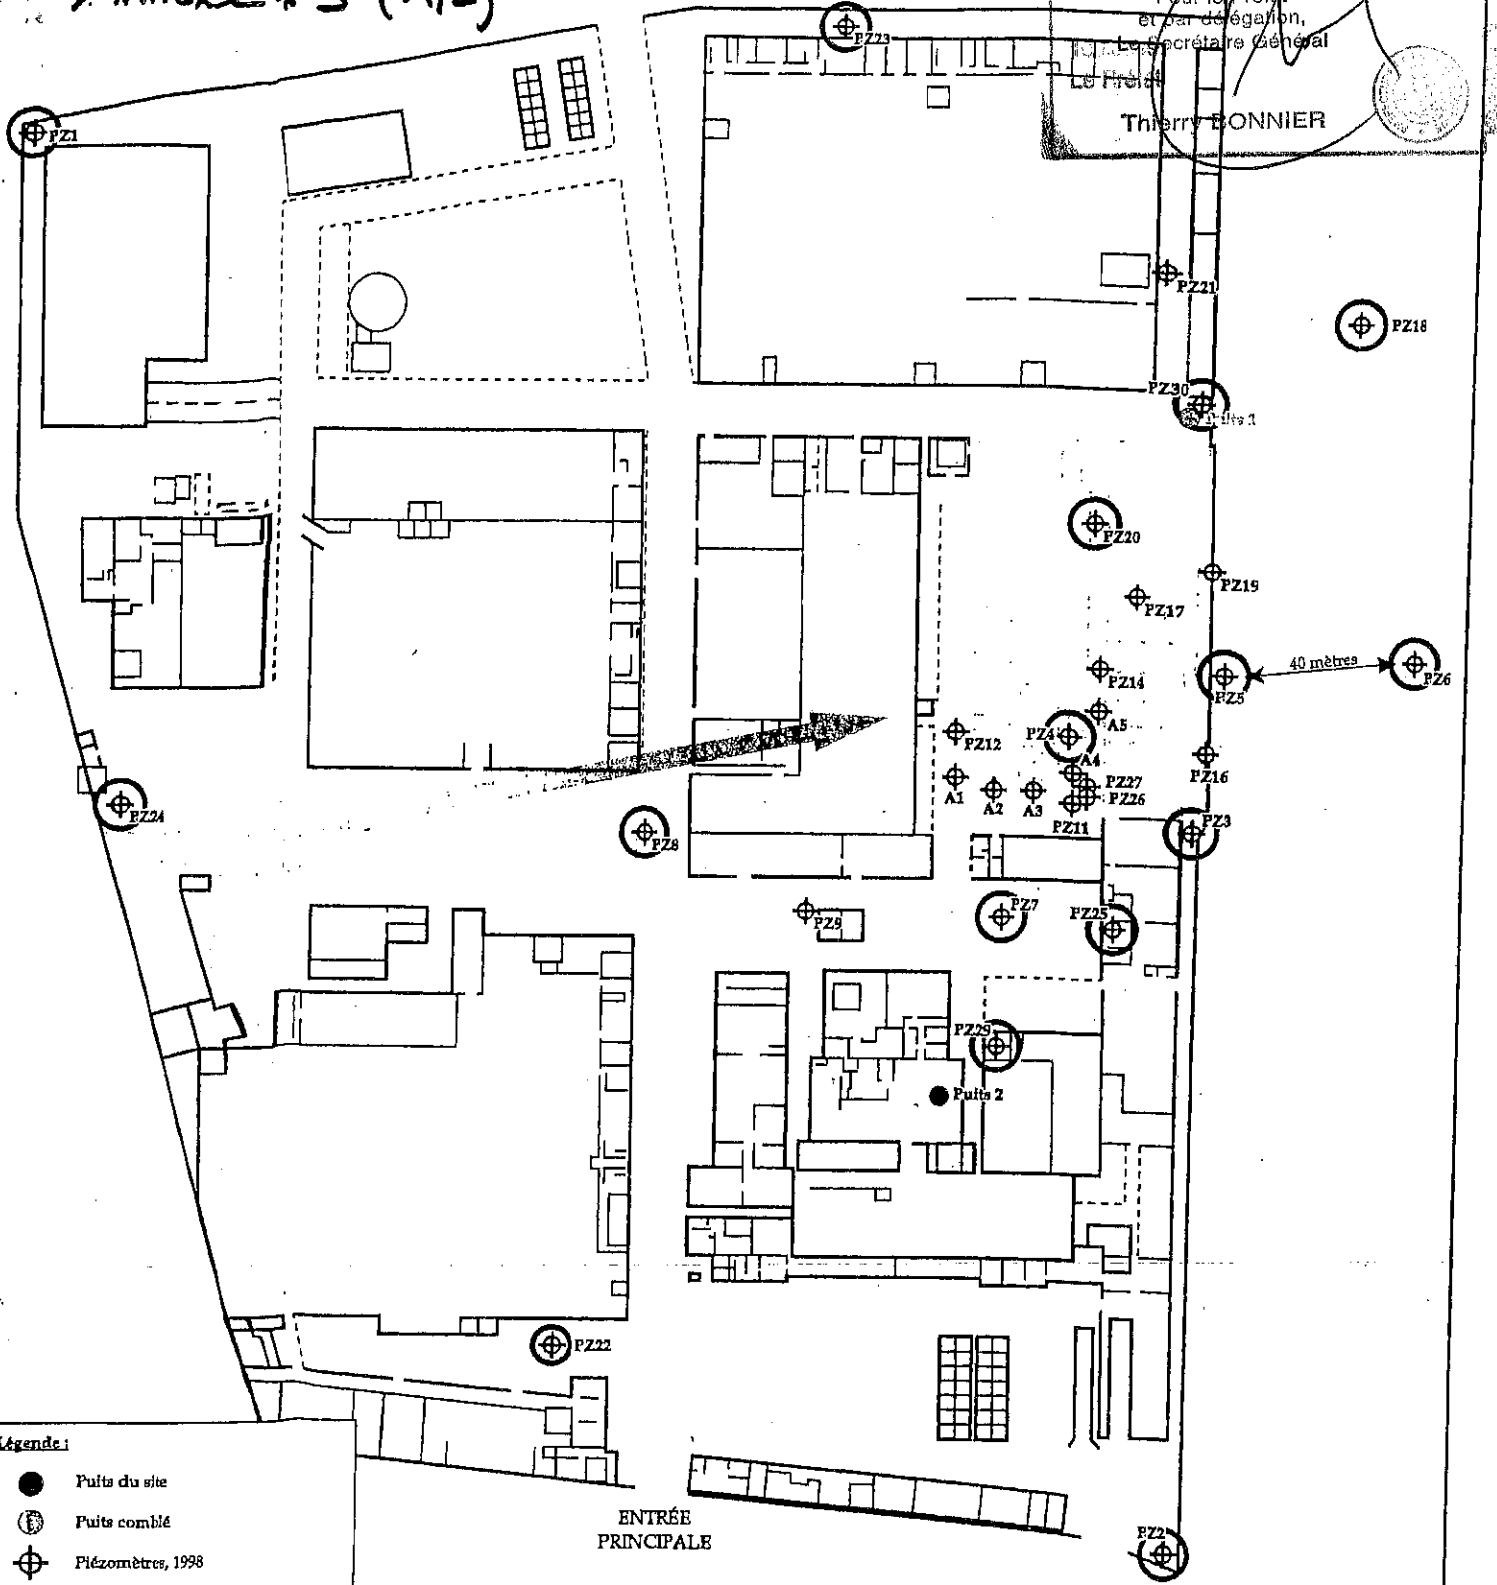 et par délégation,
Le Secrétaire Général
Thierry BONNIER
PZ23
PZ1
PZ21
PZ18
PZ30
PZ20
PZ19
PZ17
40 mètres
PZ14
PZ5
PZ6
A5
PZ4
PZ12
A4
PZ16
PZ27
A1
A2
A3
PZ26
PZ11
PZ3
PZ24
PZ8
PZ7
PZ25
PZ9
PZ29
Puits 2
PZ22
Légende :
Puits du site
Puits comblé
Piézomètres, 1998
ENTRÉE
PRINCIPALE
PZ2